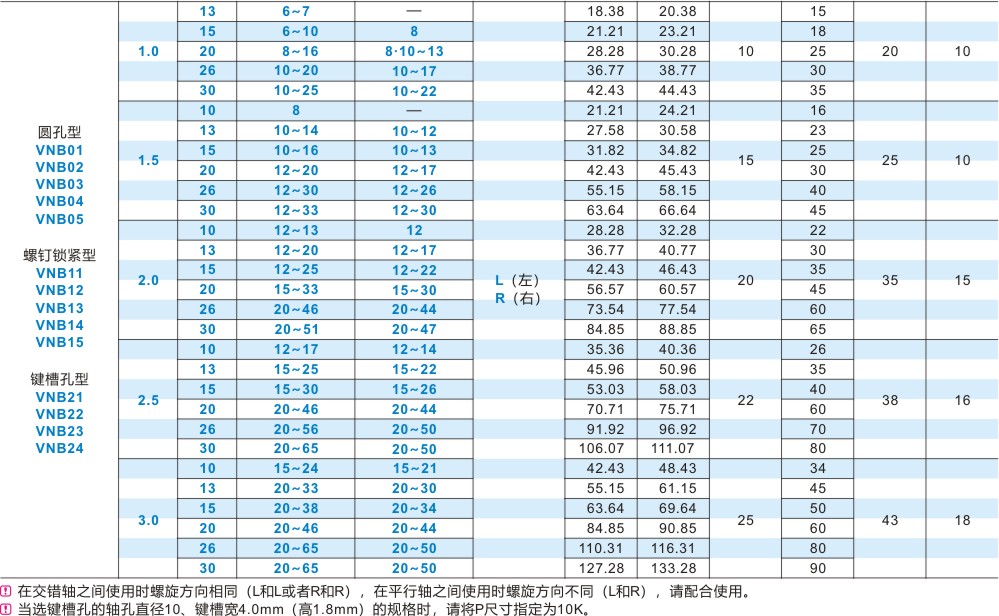 13 6~7 — 18.38 20.38 15
15 6~10 8 21.21 23.21 18
1.0 20 8~16 8·10~13 28.28 30.28 10 25 20 10
26 10~20 10~17 36.77 38.77 30
30 10~25 10~22 42.43 44.43 35
10 8 — 21.21 24.21 16
圆孔型 13 10~14 10~12 27.58 30.58 23
VNB01 1.5 15 10~16 10~13 31.82 34.82 15 25 25 10
VNB02 20 12~20 12~17 42.43 45.43 30
VNB03 26 12~30 12~26 55.15 58.15 40
VNB04 30 12~33 12~30 63.64 66.64 45
VNB05
10 12~13 12 28.28 32.28 22
螺钉锁紧型 13 12~20 12~17 36.77 40.77 30
VNB11 15 12~25 12~22 42.43 46.43 35
2.0 L（左） 20 35 15
VNB12 20 15~33 15~30 R（右） 56.57 60.57 45
VNB13 26 20~46 20~44 73.54 77.54 60
VNB14 30 20~51 20~47 84.85 88.85 65
VNB15 10 12~17 12~14 35.36 40.36 26
13 15~25 15~22 45.96 50.96 35
键槽孔型 15 15~30 15~26 53.03 58.03 40
VNB21 2.5 22 38 16
VNB22 20 20~46 20~44 70.71 75.71 60
VNB23 26 20~56 20~50 91.92 96.92 70
VNB24 30 20~65 20~50 106.07 111.07 80
10 15~24 15~21 42.43 48.43 34
13 20~33 20~30 55.15 61.15 45
15 20~38 20~34 63.64 69.64 50
3.0 25 43 18
20 20~46 20~44 84.85 90.85 60
26 20~65 20~50 110.31 116.31 80
30 20~65 20~50 127.28 133.28 90
在交错轴之间使用时螺旋方向相同（L和L或者R和R），在平行轴之间使用时螺旋方向不同（L和R），请配合使用。
当选键槽孔的轴孔直径10、键槽宽4.0mm（高1.8mm）的规格时，请将P尺寸指定为10K。